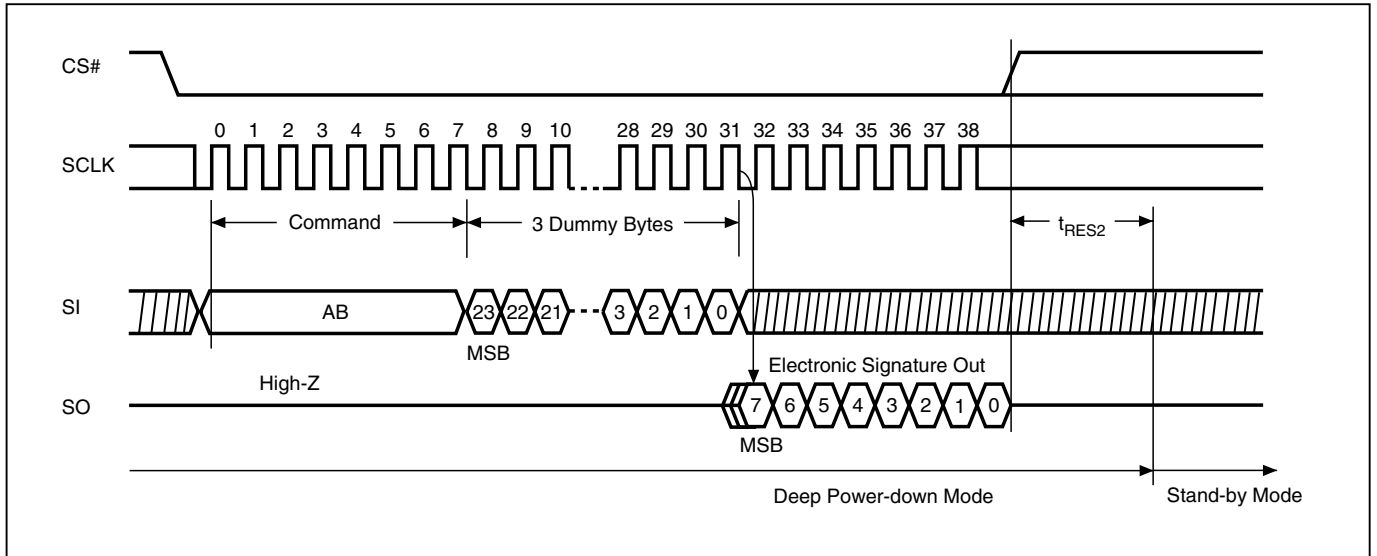 CS#
0 1 2 3 4 5 6 7 8 9 10 28 29 30 31 32 33 34 35 36 37 38
SCLK
Command
3 Dummy Bytes
tRES2
SI
AB
23 22 21 3 2 1 0
MSB
Electronic Signature Out
High-Z
SO
7 6 5 4 3 2 1 0
MSB
Deep Power-down Mode
Stand-by Mode